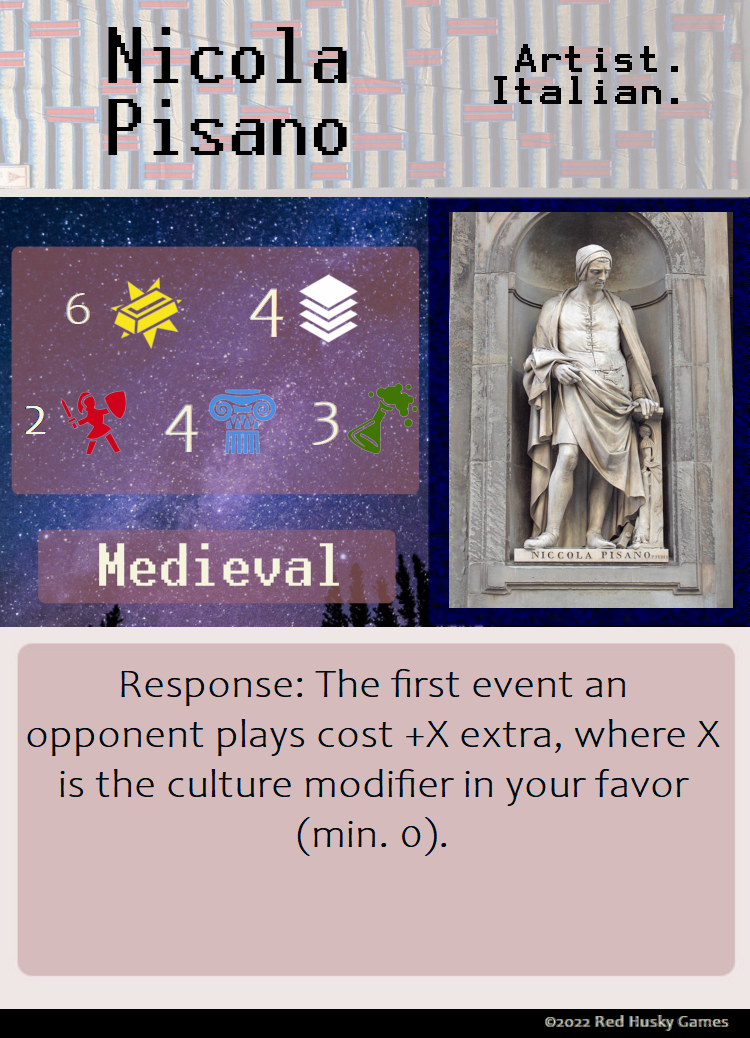 Nicola
Pisano
Artist.
Italian.
6
4
2
4
3
Medieval
NICCOLA PISANO
Response: The first event an
opponent plays cost +X extra, where X
is the culture modifier in your favor
(min. 0).
©2022 Red Husky Games